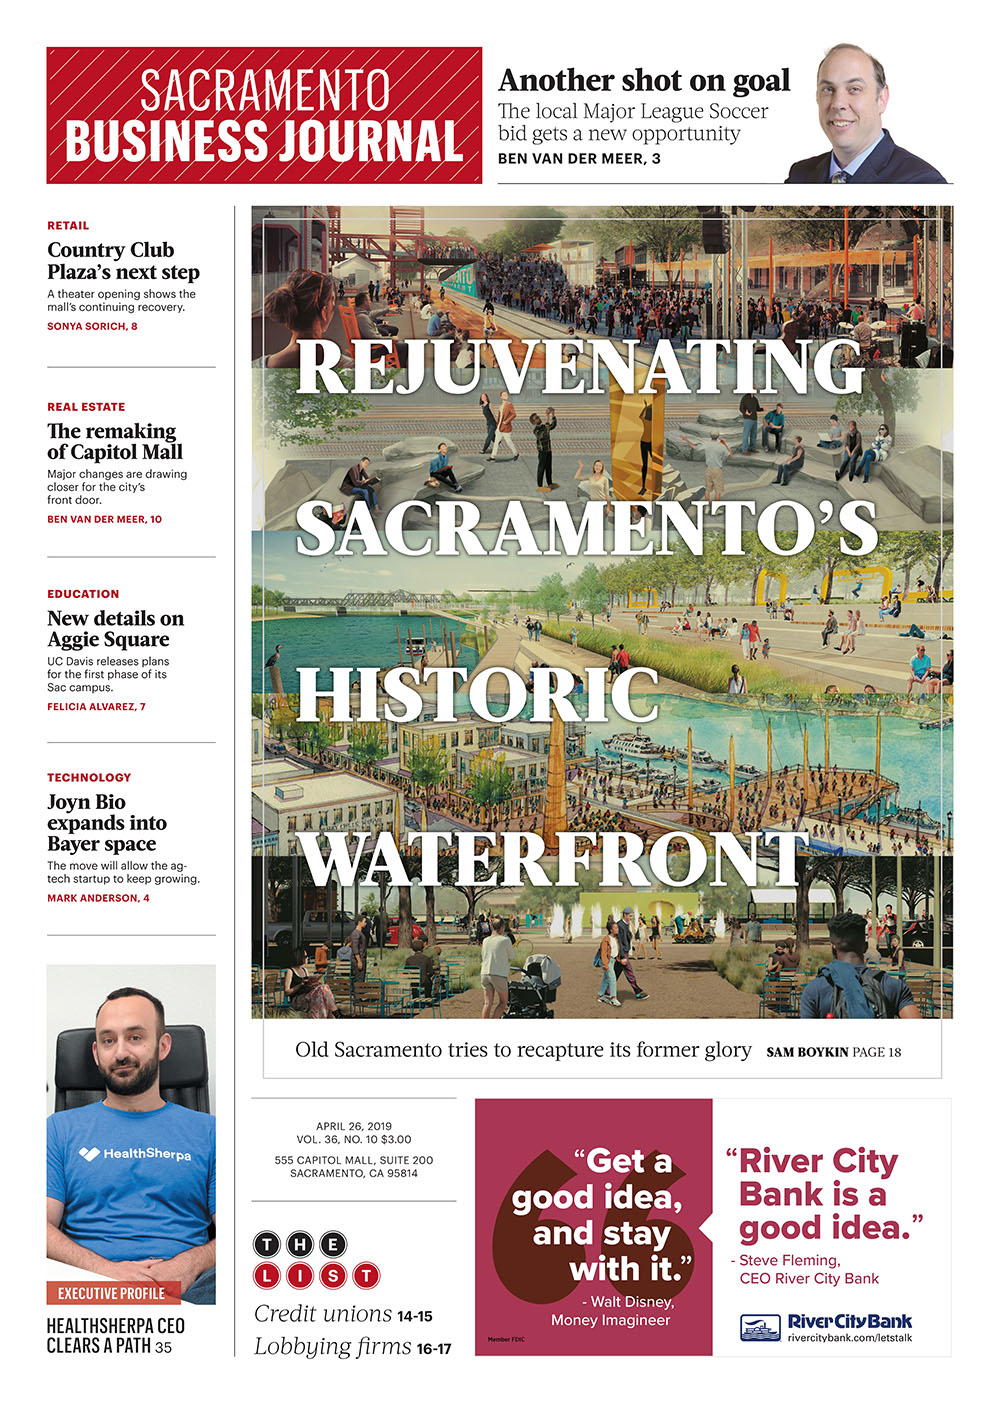 SACRAMENTO
BUSINESS JOURNAL
Another shot on goal
The local Major League Soccer
bid gets a new opportunity
BEN VAN DER MEER, 3
RETAIL
Country Club
Plaza’s next step
A theater opening shows the
mall’s continuing recovery.
SONYA SORICH, 8
REAL ESTATE
The remaking
of Capitol Mall
Major changes are drawing
closer for the city’s
front door.
BEN VAN DER MEER, 10
EDUCATION
New details on
Aggie Square
UC Davis releases plans
for the first phase of its
Sac campus.
FELICIA ALVAREZ, 7
TECHNOLOGY
Joyn Bio
expands into
Bayer space
The move will allow the ag-
tech startup to keep growing.
MARK ANDERSON, 4
HealthSherpa
EXECUTIVE PROFILE
HEALTHSHERPA CEO
CLEARS A PATH 35
REJUVENATING
SACRAMENTO’S
HISTORIC
WATERFRONT
Old Sacramento tries to recapture its former glory SAM BOYKIN PAGE 18
APRIL 26, 2019
VOL. 36, NO. 10 $3.00
555 CAPITOL MALL, SUITE 200
SACRAMENTO, CA 95814
THE
LIST
Credit unions 14-15
Lobbying firms 16-17
“Get a
good idea,
and stay
with it.”
- Walt Disney,
Money Imagineer
Member FDIC
“River City
Bank is a
good idea.”
- Steve Fleming,
CEO River City Bank
River City Bank
rivercitybank.com/letstalk